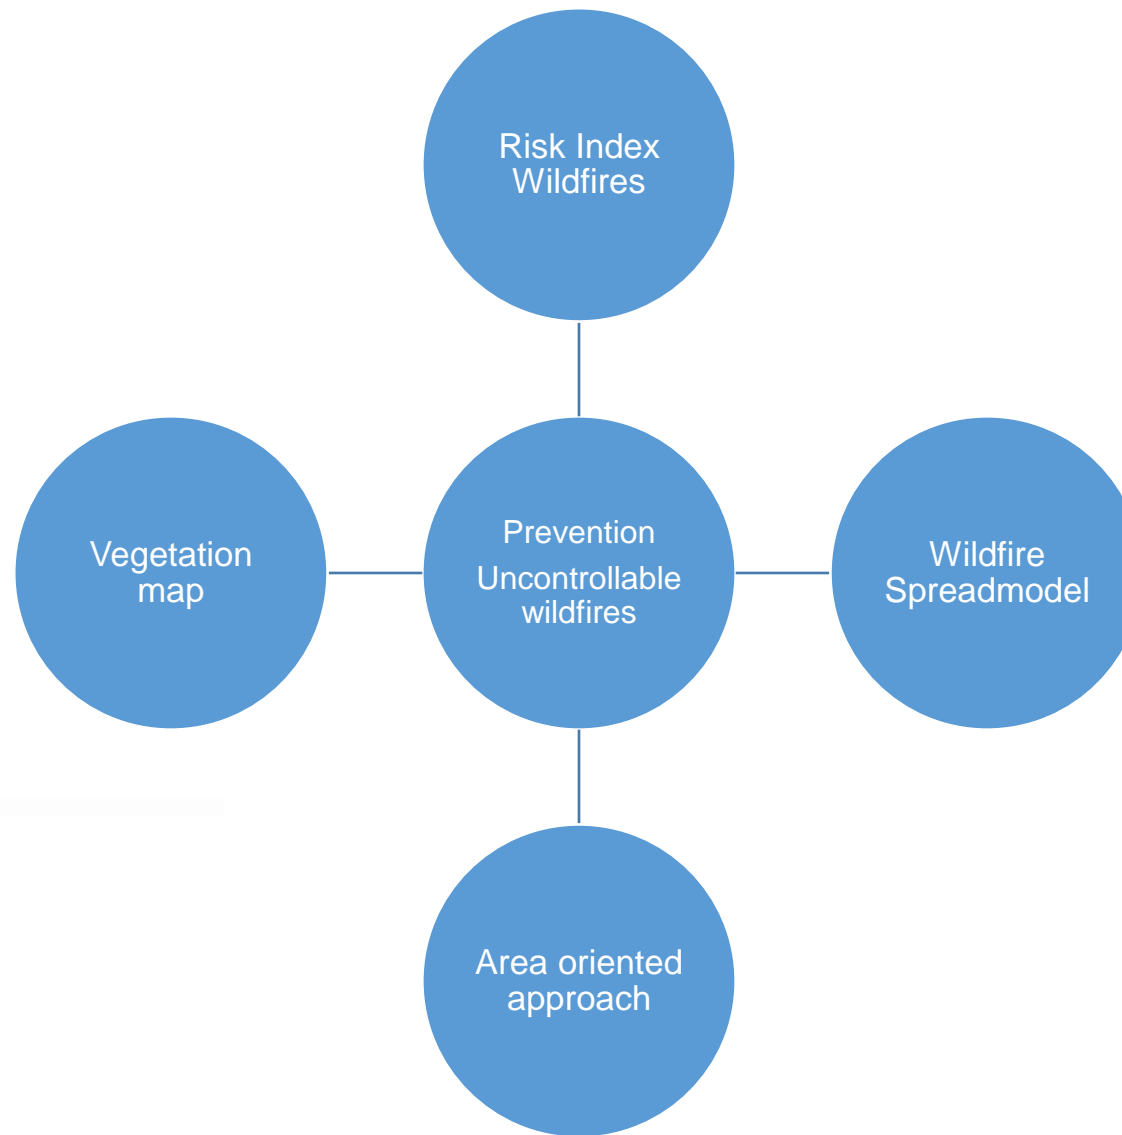 Risk Index
Wildfires
Vegetation
map
Prevention
Uncontrollable
wildfires
Wildfire
Spreadmodel
Area oriented
approach